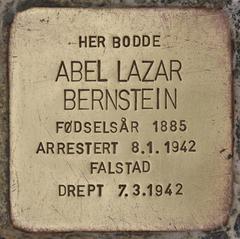 HER BODDE
ABEL LAZAR
BERNSTEIN
FØDSELSÅR 1885
ARRESTERT 8.1.1942
FALSTAD
DREPT 7.3.1942